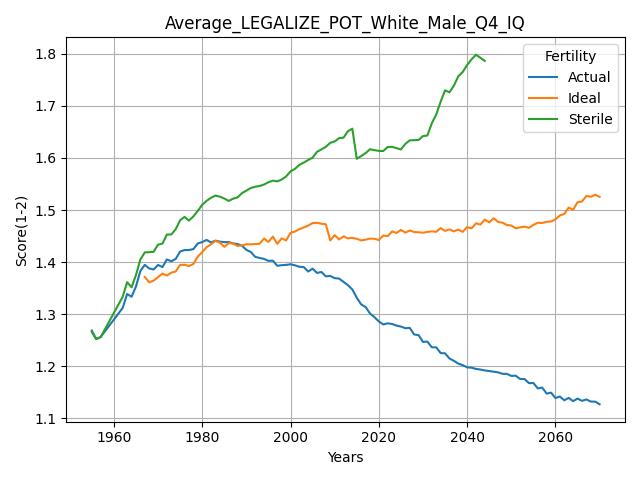 Average_LEGALIZE_POT_White_Male_Q4_IQ
Score(1-2)
1.8
1.7
1.6
1.5
1.4
1.3
1.2
1.1
Fertility
Actual
Ideal
Sterile
1960 1980 2000 2020 2040 2060
Years